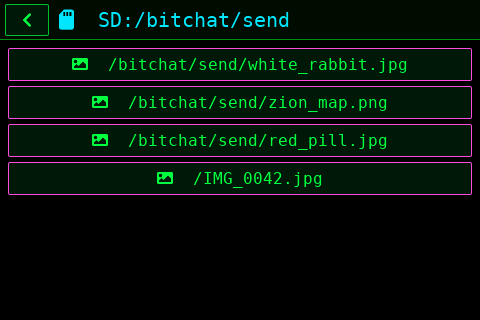 SD:/bitchat/send
/bitchat/send/white_rabbit.jpg
/bitchat/send/zion_map.png
/bitchat/send/red_pill.jpg
/IMG_0042.jpg